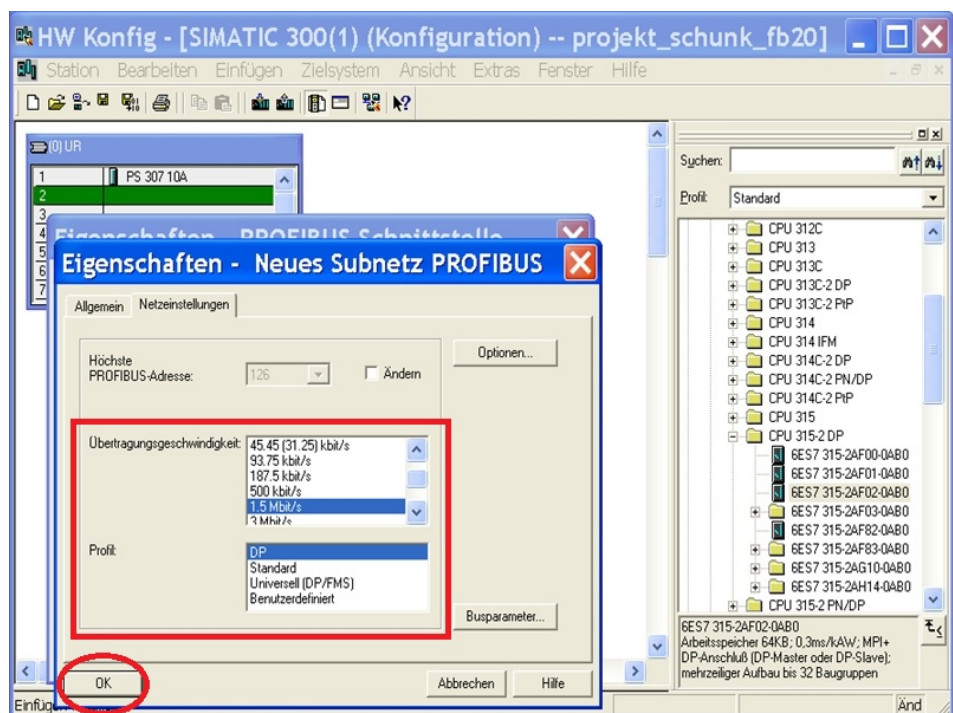 HW Konfig - [SIMATIC 300(1) (Konfiguration) -- projekt_schunk_fb20]
Station Bearbeiten Einfügen Zielsystem Ansicht Extras Fenster Hilfe
(0) UR
1 PS 307 10A
2
3
4
5
6
7
Eigenschaften - PROFIBUS Schnittstelle
Eigenschaften - Neues Subnetz PROFIBUS
Allgemein Netzeinstellungen
Höchste
PROFIBUS-Adresse:
126
Ändern
Optionen...
Übertragungsgeschwindigkeit:
45.45 (31.25) kbit/s
93.75 kbit/s
187.5 kbit/s
500 kbit/s
1.5 Mbit/s
3 Mbit/s
Profil:
DP
Standard
Universell (DP/FMS)
Benutzerdefiniert
Busparameter...
OK
Abbrechen
Hilfe
Suchen:
Profil: Standard
CPU 312C
CPU 313
CPU 313C
CPU 313C-2 DP
CPU 313C-2 PtP
CPU 314
CPU 314 IFM
CPU 314C-2 DP
CPU 314C-2 PN/DP
CPU 314C-2 PtP
CPU 315
CPU 315-2 DP
6ES7 315-2AF00-0AB0
6ES7 315-2AF01-0AB0
6ES7 315-2AF02-0AB0
6ES7 315-2AF03-0AB0
6ES7 315-2AF82-0AB0
6ES7 315-2AF83-0AB0
6ES7 315-2AG10-0AB0
6ES7 315-2AH14-0AB0
CPU 315-2 PN/DP
6ES7 315-2AF02-0AB0
Arbeitsspeicher 64KB; 0,3ms/kAW; MPI+
DP-Anschluß (DP-Master oder DP-Slave);
mehrzeiliger Aufbau bis 32 Baugruppen
Änd